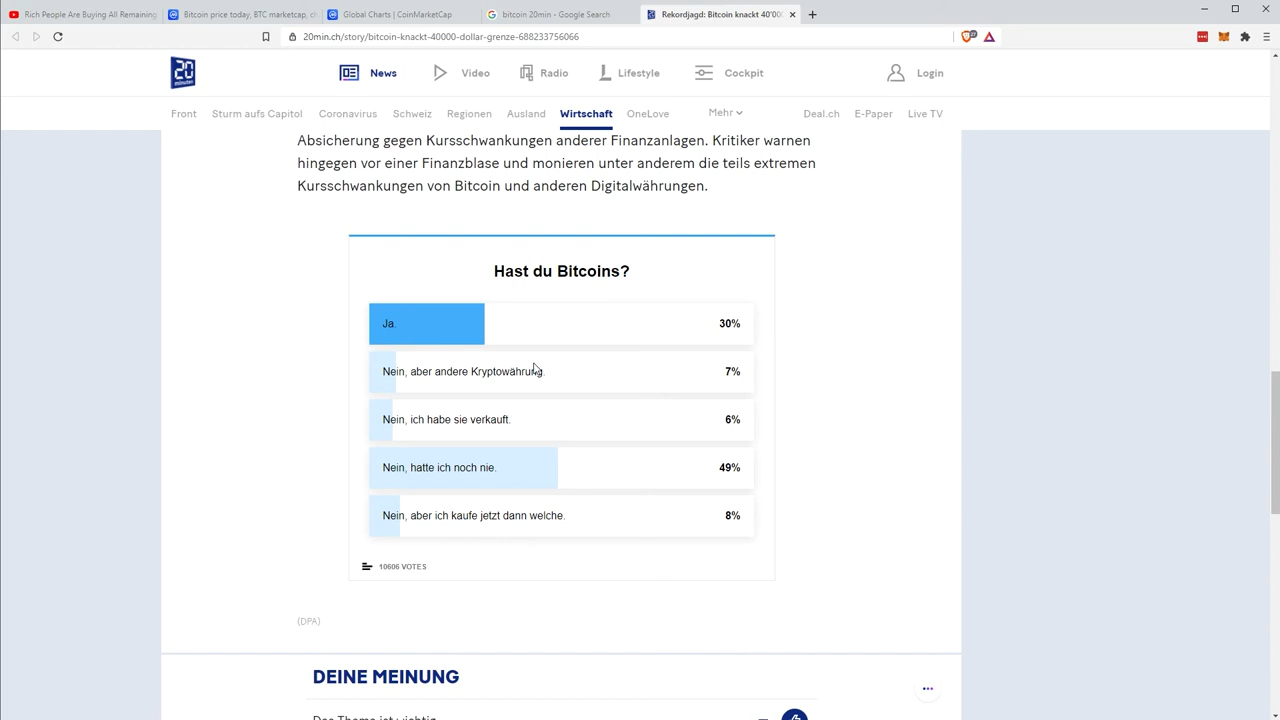 Rich People Are Buying All Remaining
Bitcoin price today, BTC marketcap, ch
Global Charts | CoinMarketCap
bitcoin 20min - Google Search
Rekordjagd: Bitcoin knackt 40'00
20min.ch/story/bitcoin-knackt-40000-dollar-grenze-688233756066
20
minuten
News
Video
Radio
Lifestyle
Cockpit
Login
Front
Sturm aufs Capitol
Coronavirus
Schweiz
Regionen
Ausland
Wirtschaft
OneLove
Mehr
Deal.ch
E-Paper
Live TV
Absicherung gegen Kursschwankungen anderer Finanzanlagen. Kritiker warnen
hingegen vor einer Finanzblase und monieren unter anderem die teils extremen
Kursschwankungen von Bitcoin und anderen Digitalwährungen.
Hast du Bitcoins?
Ja. 30%
Nein, aber andere Kryptowährung. 7%
Nein, ich habe sie verkauft. 6%
Nein, hatte ich noch nie. 49%
Nein, aber ich kaufe jetzt dann welche. 8%
10606 VOTES
(DPA)
DEINE MEINUNG
Das Thema ist wichtig